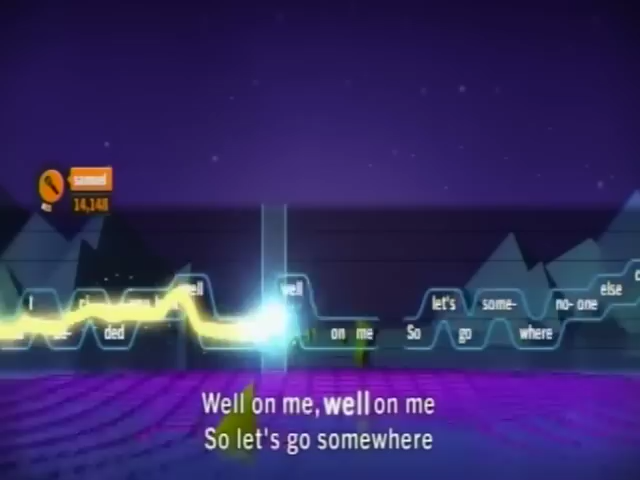 samuel
14,148
well
let's
some-
no- one
else
ded
on
me
So
go
where
Well on me, well on me
So let's go somewhere